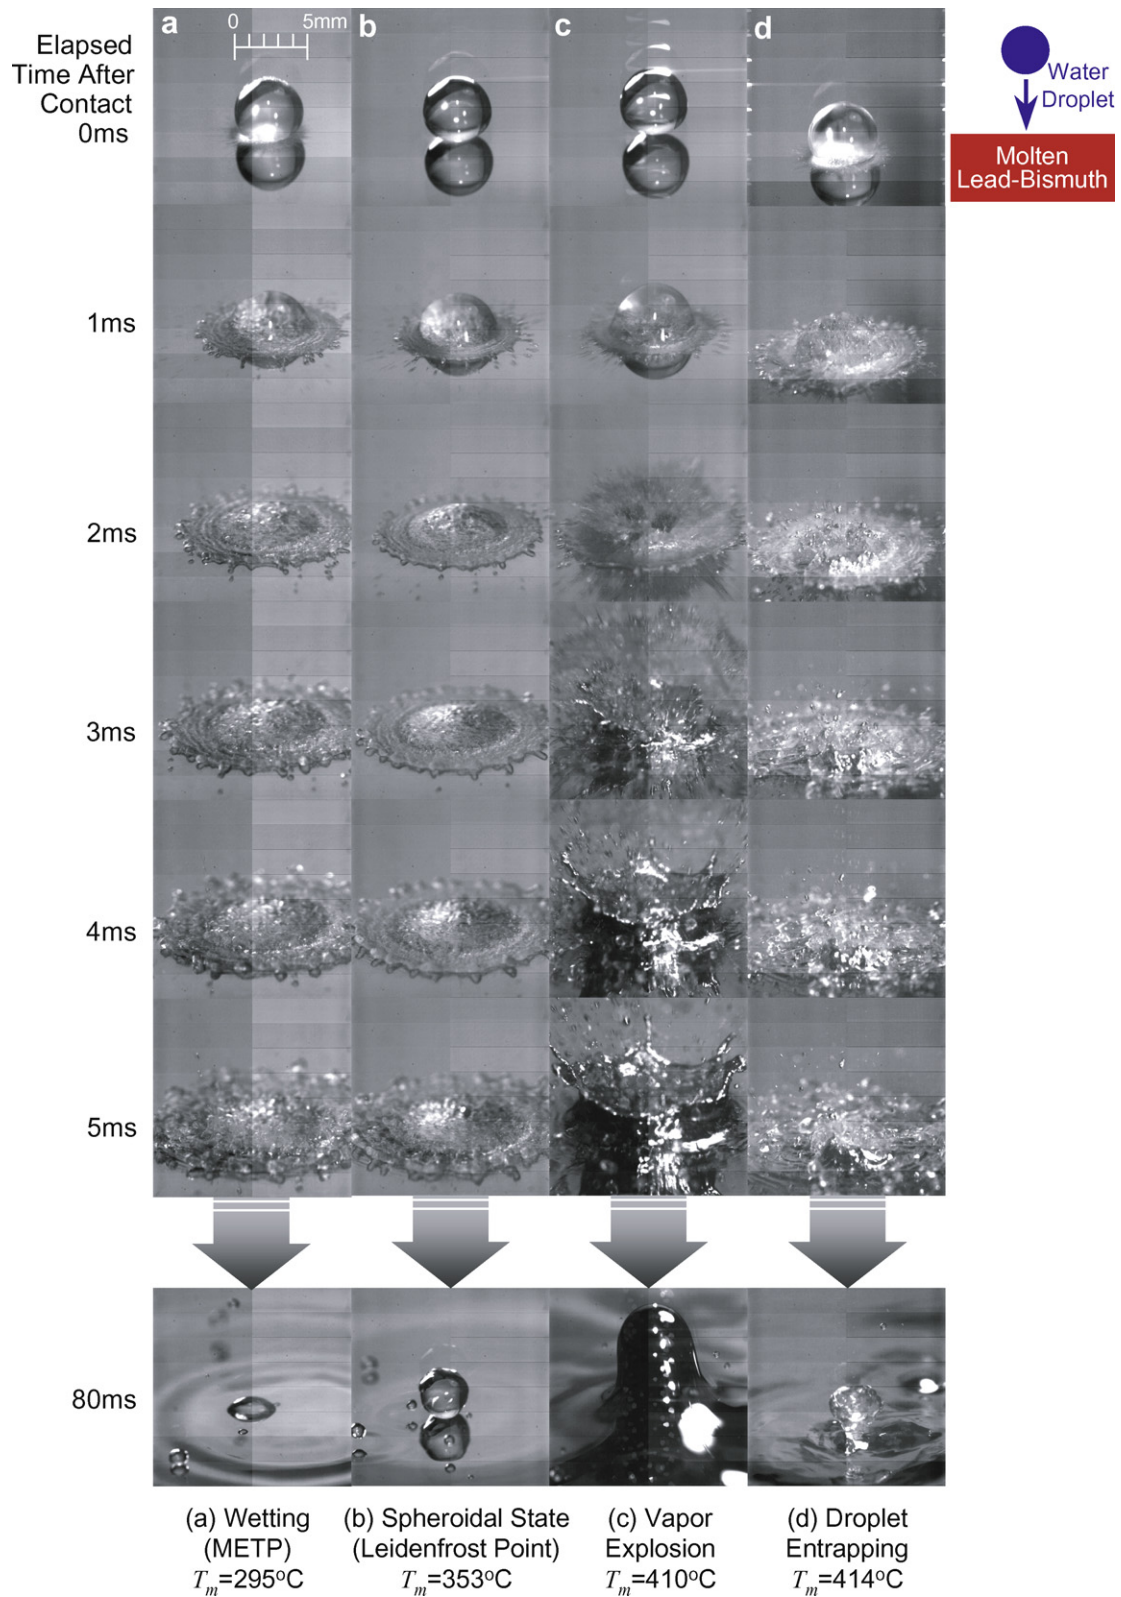 a
0 5mm
b
c
d
Elapsed
Time After
Contact
0ms
Water
Droplet
Molten
Lead-Bismuth
1ms
2ms
3ms
4ms
5ms
80ms
(a) Wetting
(METP)
Tm=295°C
(b) Spheroidal State
(Leidenfrost Point)
Tm=353°C
(c) Vapor
Explosion
Tm=410°C
(d) Droplet
Entrapping
Tm=414°C